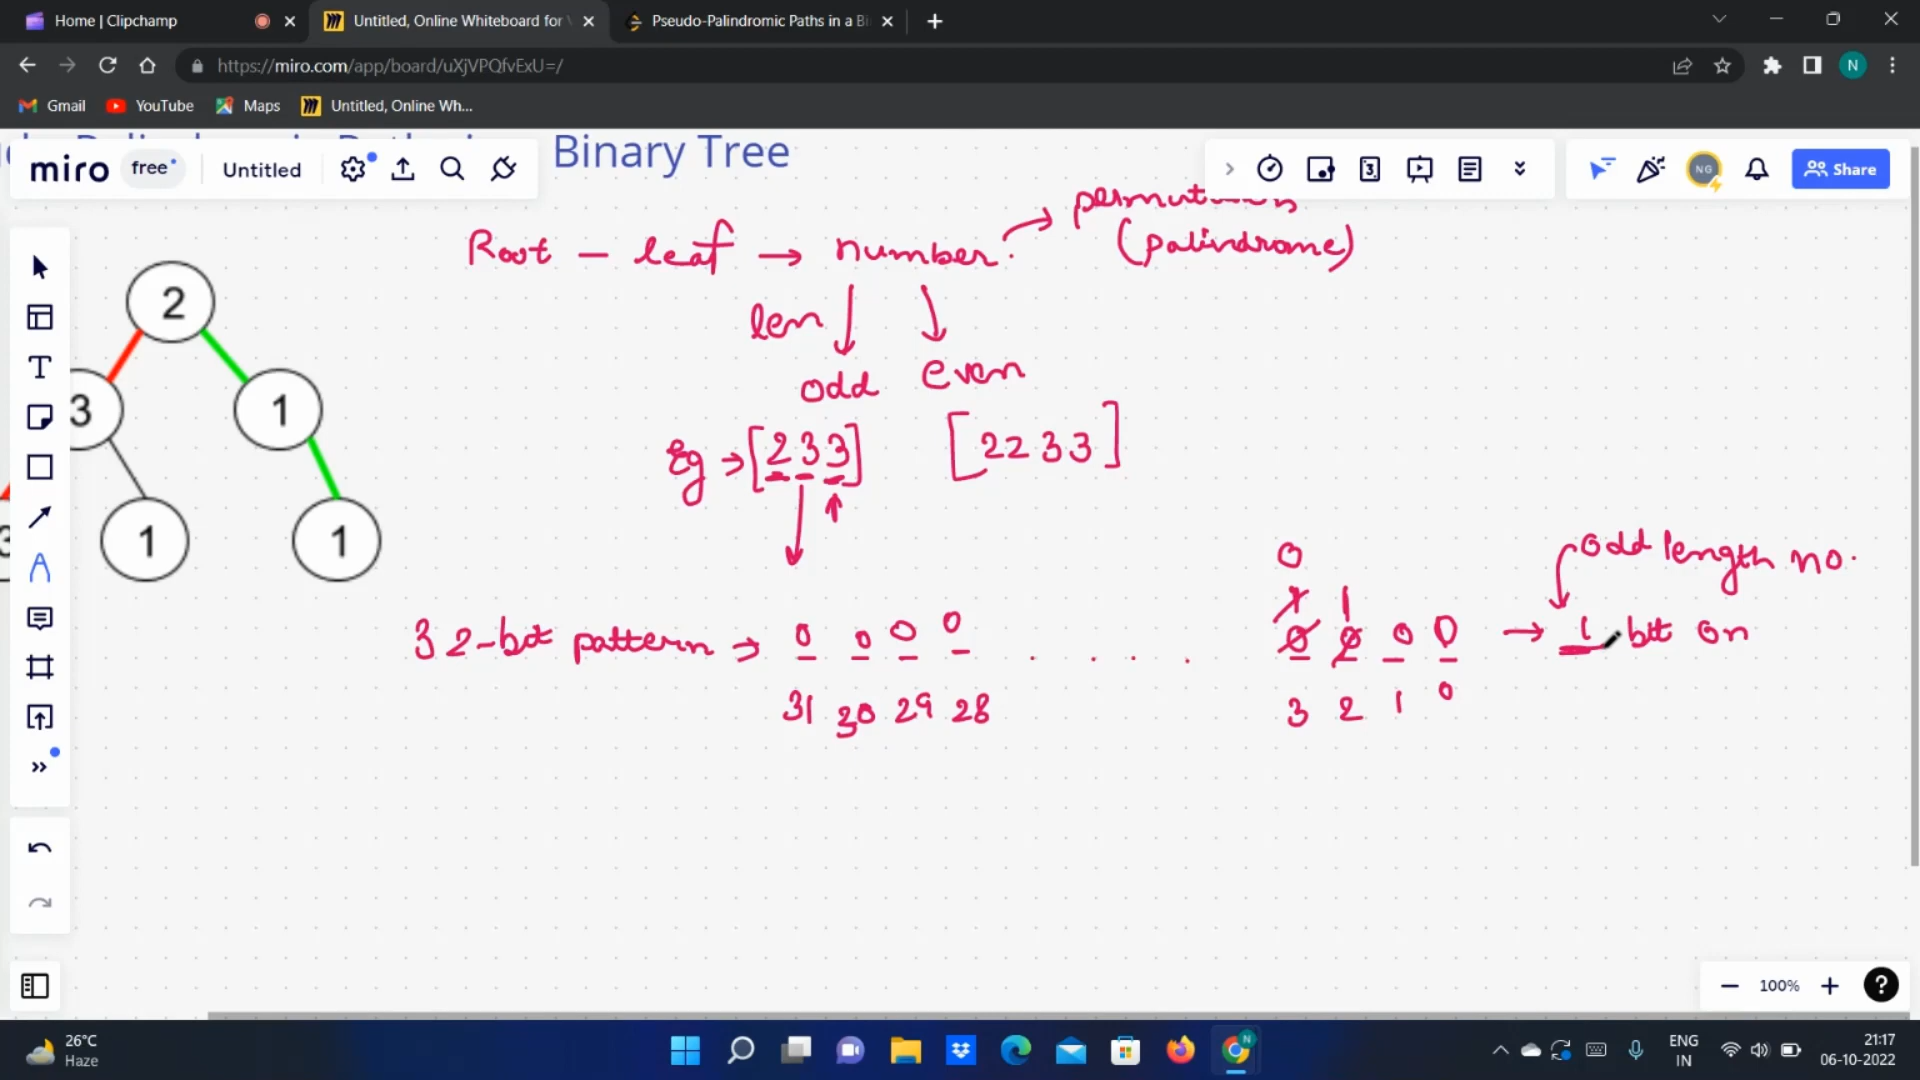 Home | Clipchamp
Untitled, Online Whiteboard for
Pseudo-Palindromic Paths in a Bi
https://miro.com/app/board/uXjVPQfvExU=/
N
Gmail
YouTube
Maps
Untitled, Online Wh...
Binary Tree
miro
free
Untitled
3
NG
Share
Root - leaf → number.
(palindrome)
len
odd
even
Eg → [2 3 3]
[2 2 3 3]
2
3
1
3
1
1
odd length no.
0
1 1
32-bit pattern ⇒ 0 0 0 0 . . . . 0 0 0 0 → 1 bit on
31 30 29 28 3 2 1 0
100%
?
26°C
Haze
ENG
IN
21:17
06-10-2022